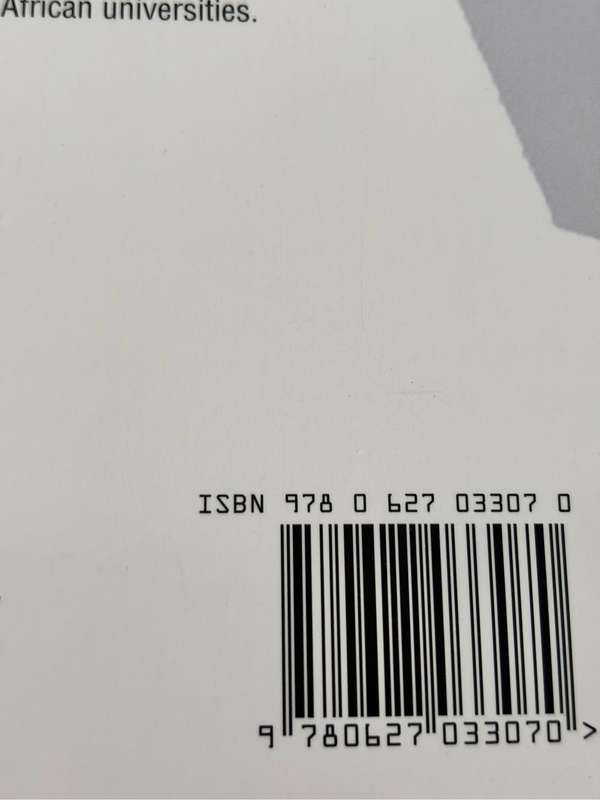 African universities.
ISBN 978 0 627 03307 0
9 780627 033070 >